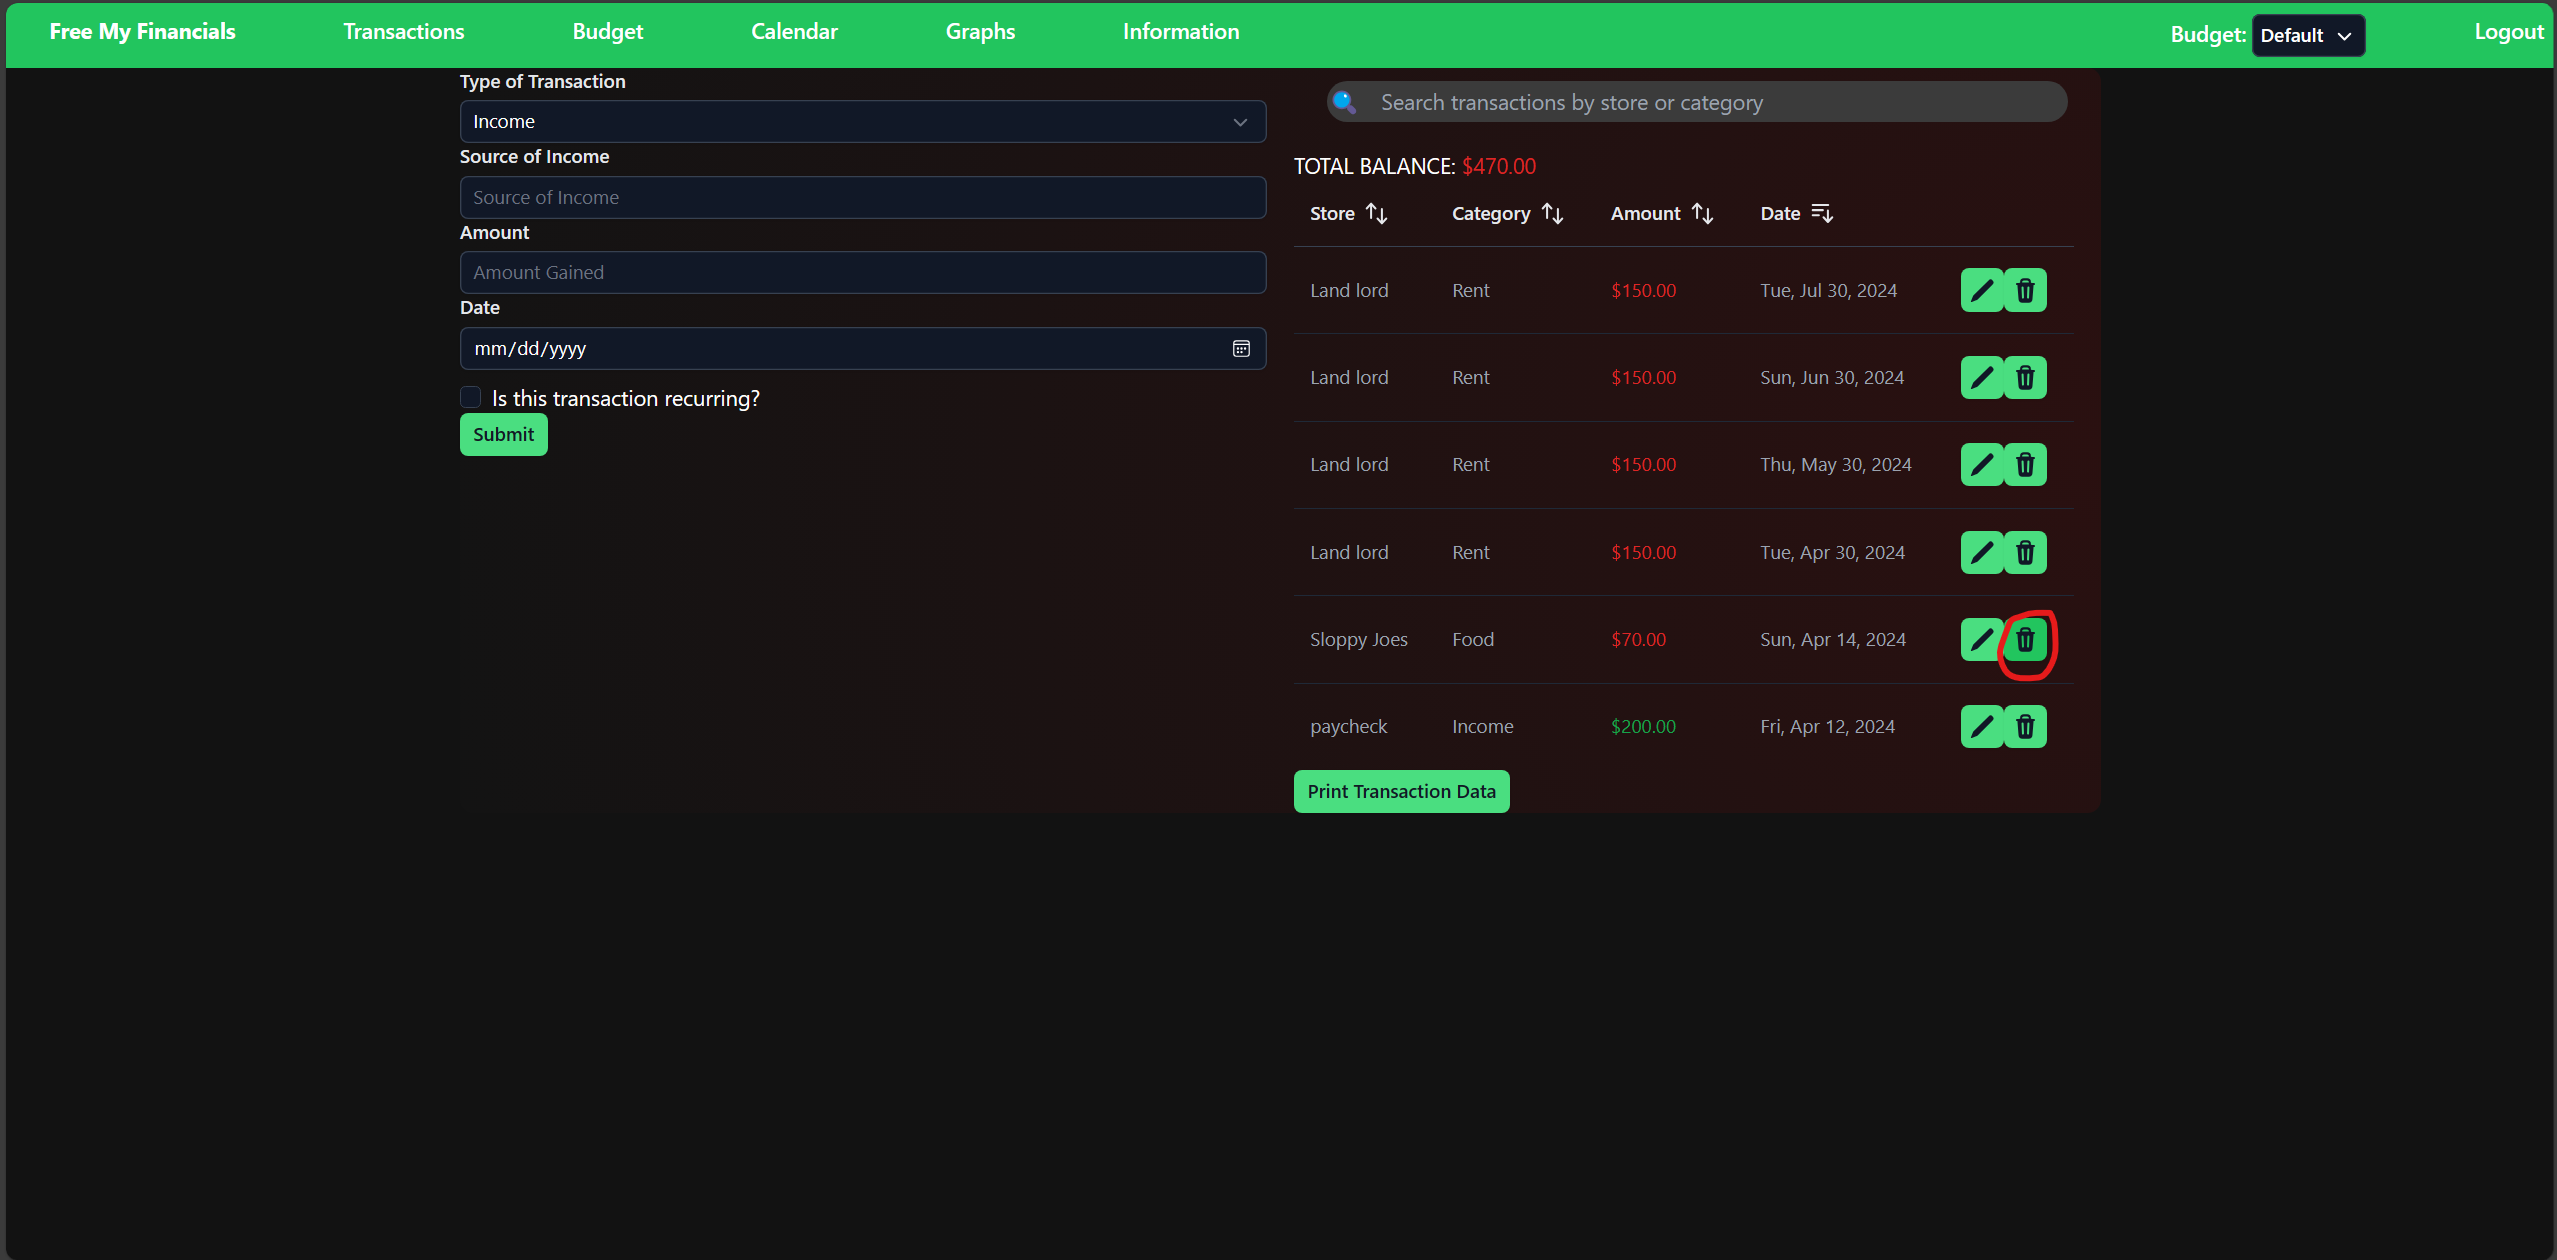 Free My Financials Transactions Budget Calendar Graphs Information Budget: Default Logout
Type of Transaction
Income
Source of Income
Source of Income
Amount
Amount Gained
Date
mm/dd/yyyy
Is this transaction recurring?
Submit
Search transactions by store or category
TOTAL BALANCE: $470.00
Store Category Amount Date
Land lord Rent $150.00 Tue, Jul 30, 2024
Land lord Rent $150.00 Sun, Jun 30, 2024
Land lord Rent $150.00 Thu, May 30, 2024
Land lord Rent $150.00 Tue, Apr 30, 2024
Sloppy Joes Food $70.00 Sun, Apr 14, 2024
paycheck Income $200.00 Fri, Apr 12, 2024
Print Transaction Data